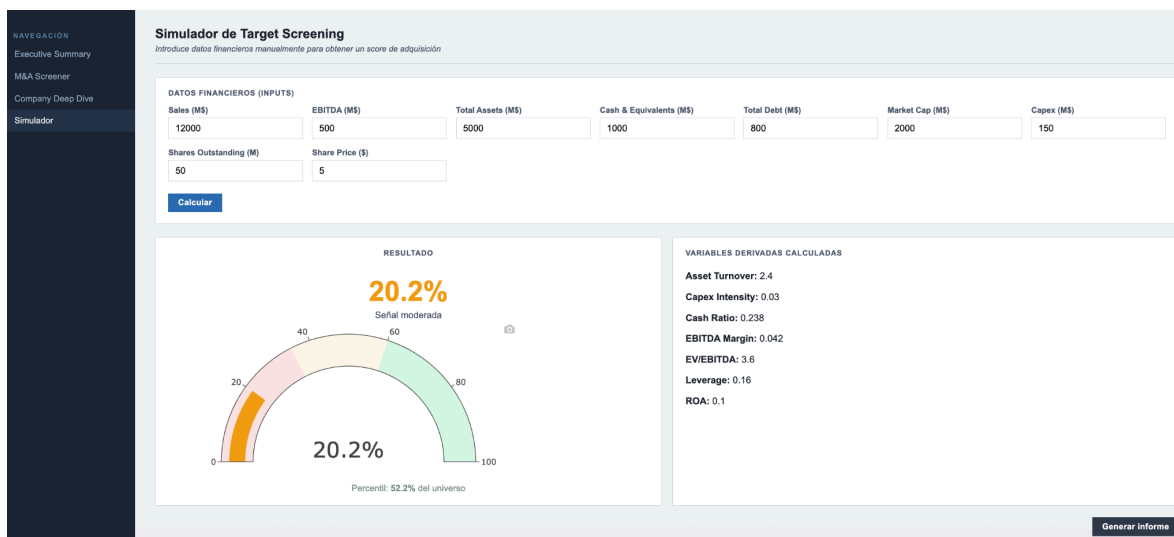 NAVEGACIÓN
Executive Summary
M&A Screener
Company Deep Dive
Simulador
Simulador de Target Screening
Introduce datos financieros manualmente para obtener un score de adquisición
DATOS FINANCIEROS (INPUTS)
Sales (M$) EBITDA (M$) Total Assets (M$) Cash & Equivalents (M$) Total Debt (M$) Market Cap (M$) Capex (M$)
12000 500 5000 1000 800 2000 150
Shares Outstanding (M) Share Price ($)
50 5
Calcular
RESULTADO
20.2%
Señal moderada
40 60
20 80
20.2%
0 100
Percentil: 52.2% del universo
VARIABLES DERIVADAS CALCULADAS
Asset Turnover: 2.4
Capex Intensity: 0.03
Cash Ratio: 0.238
EBITDA Margin: 0.042
EV/EBITDA: 3.6
Leverage: 0.16
ROA: 0.1
Generar informe